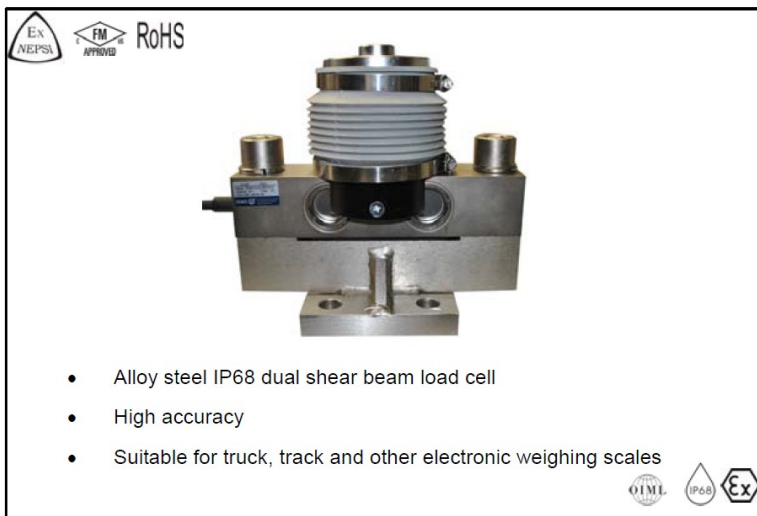 Ex
NEPSI
FM
C US
APPROVED
RoHS
Alloy steel IP68 dual shear beam load cell
High accuracy
Suitable for truck, track and other electronic weighing scales
OIML
IP68
Ex